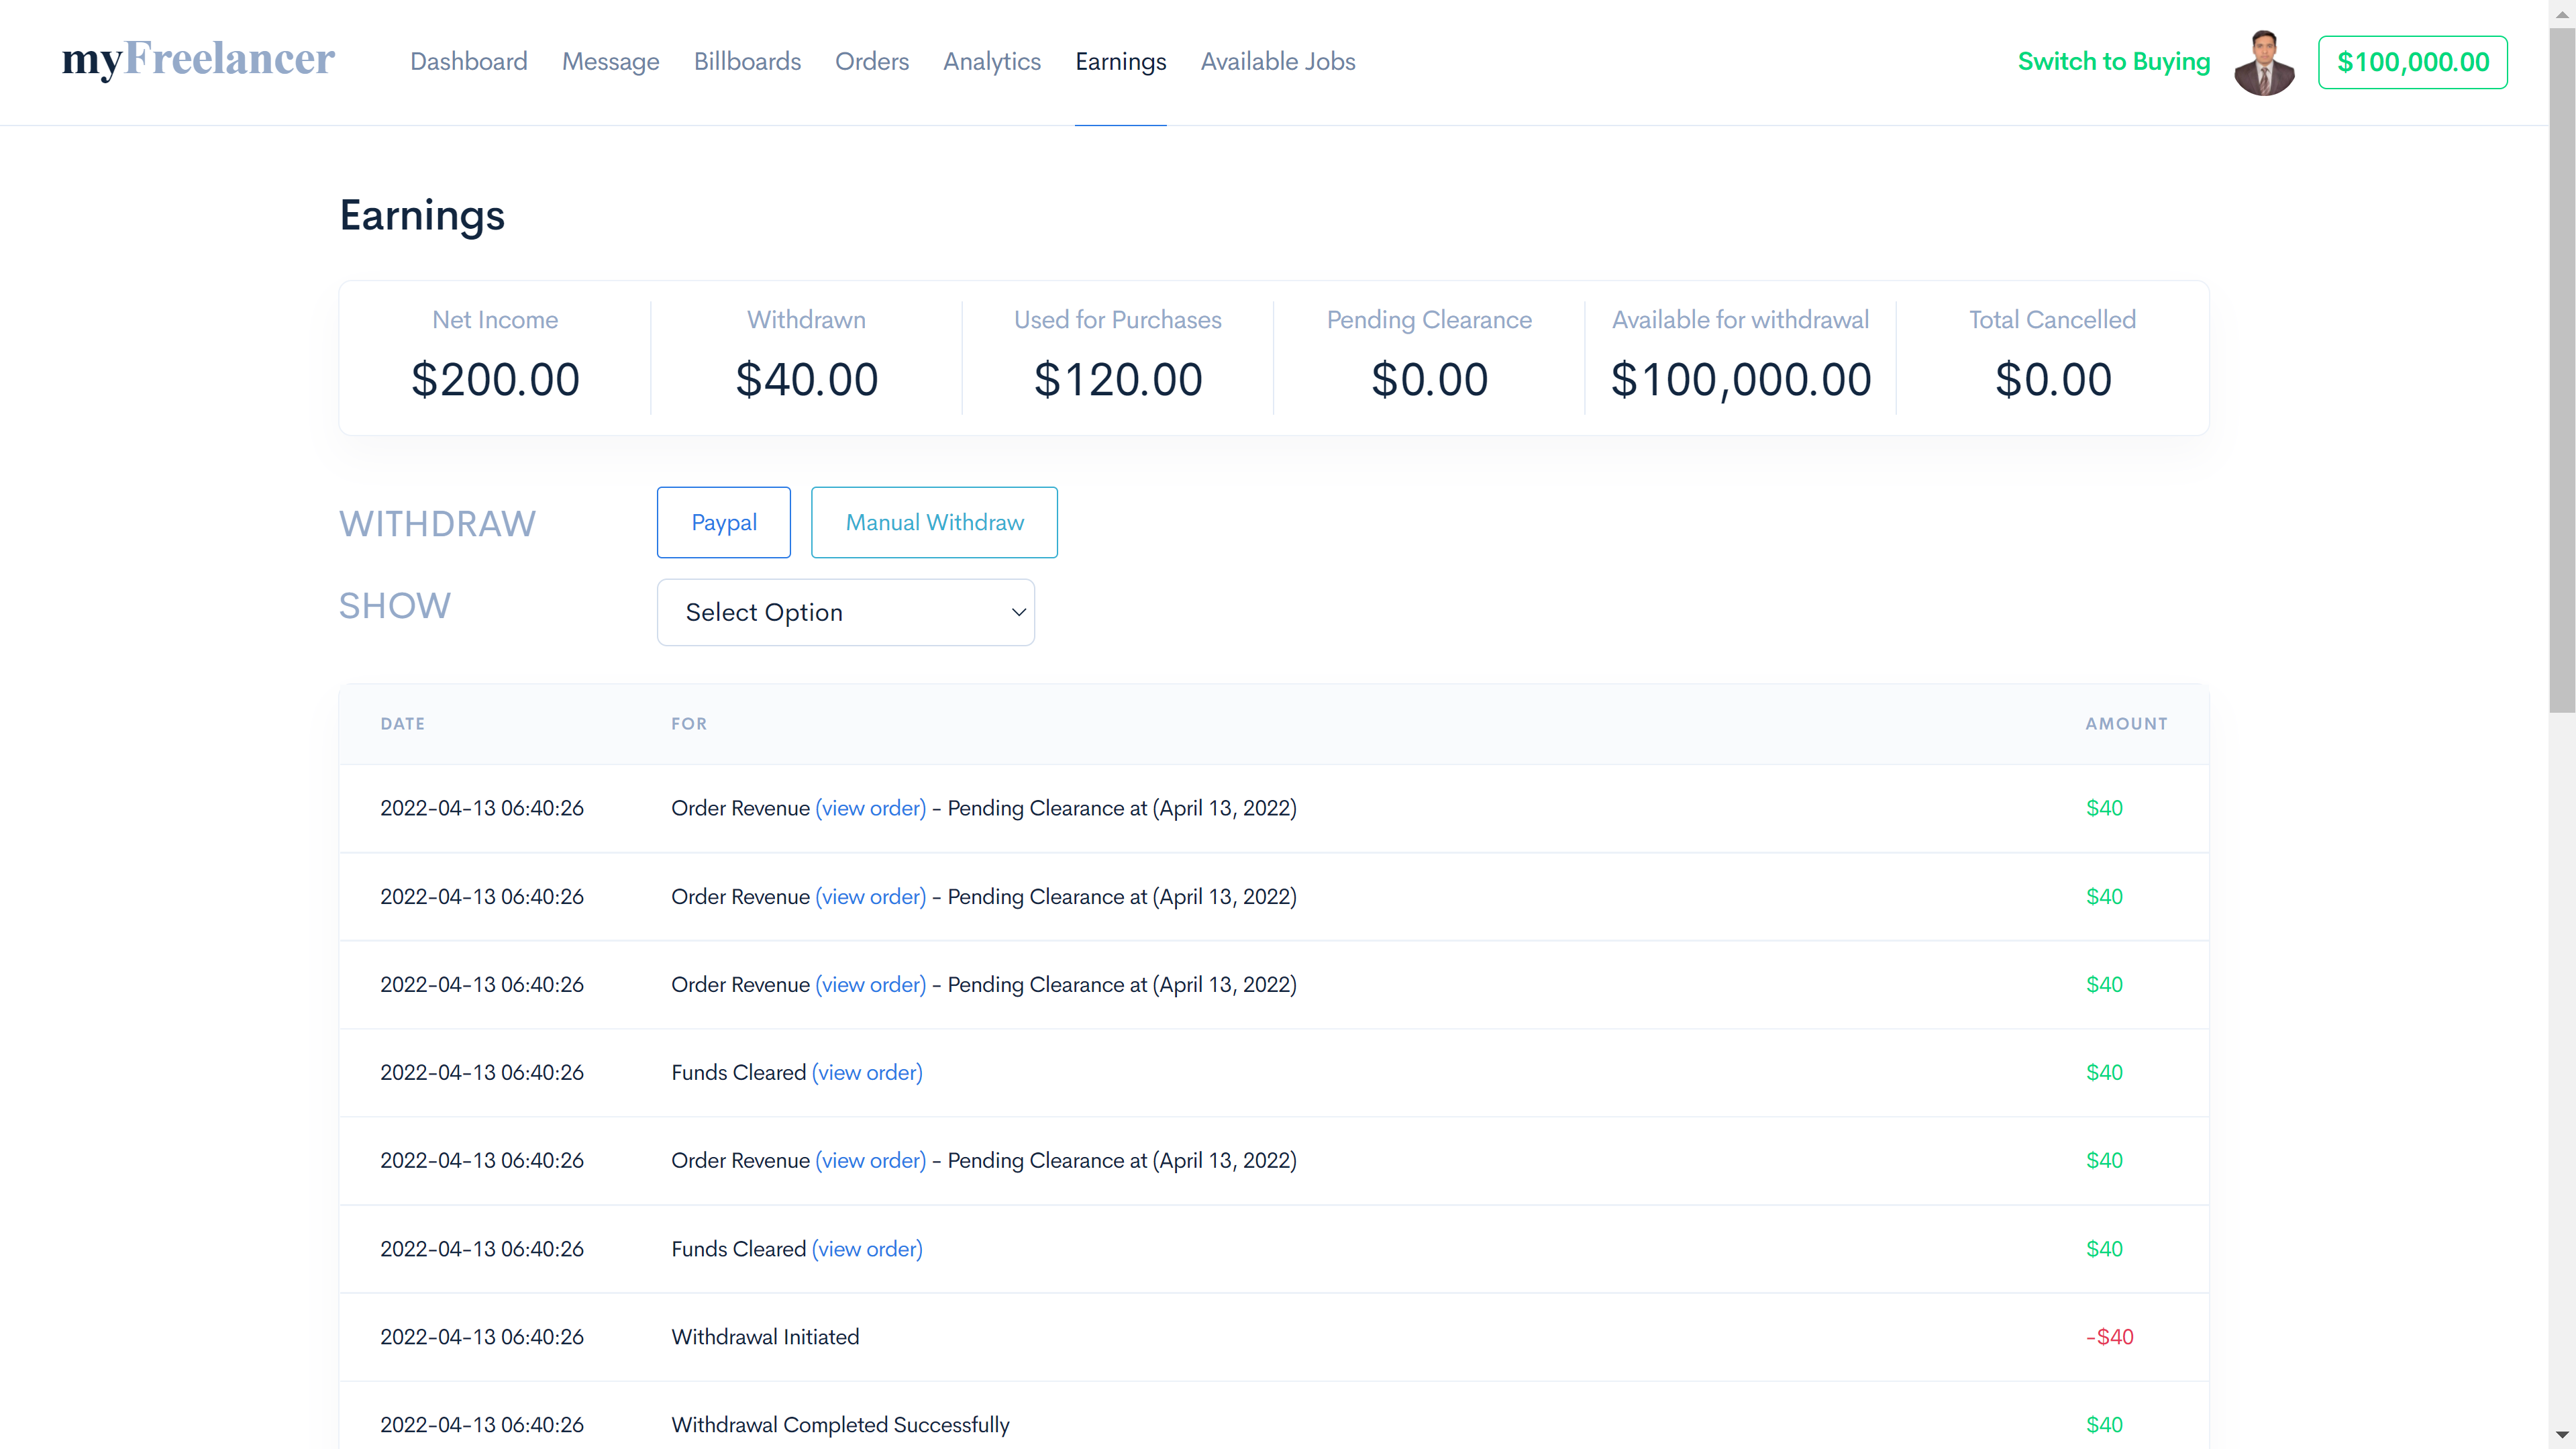 myFreelancer Dashboard Message Billboards Orders Analytics Earnings Available Jobs Switch to Buying $100,000.00
Earnings
Net Income Withdrawn Used for Purchases Pending Clearance Available for withdrawal Total Cancelled
$200.00 $40.00 $120.00 $0.00 $100,000.00 $0.00
WITHDRAW Paypal Manual Withdraw
SHOW Select Option
DATE FOR AMOUNT
2022-04-13 06:40:26 Order Revenue (view order) - Pending Clearance at (April 13, 2022) $40
2022-04-13 06:40:26 Order Revenue (view order) - Pending Clearance at (April 13, 2022) $40
2022-04-13 06:40:26 Order Revenue (view order) - Pending Clearance at (April 13, 2022) $40
2022-04-13 06:40:26 Funds Cleared (view order) $40
2022-04-13 06:40:26 Order Revenue (view order) - Pending Clearance at (April 13, 2022) $40
2022-04-13 06:40:26 Funds Cleared (view order) $40
2022-04-13 06:40:26 Withdrawal Initiated -$40
2022-04-13 06:40:26 Withdrawal Completed Successfully $40